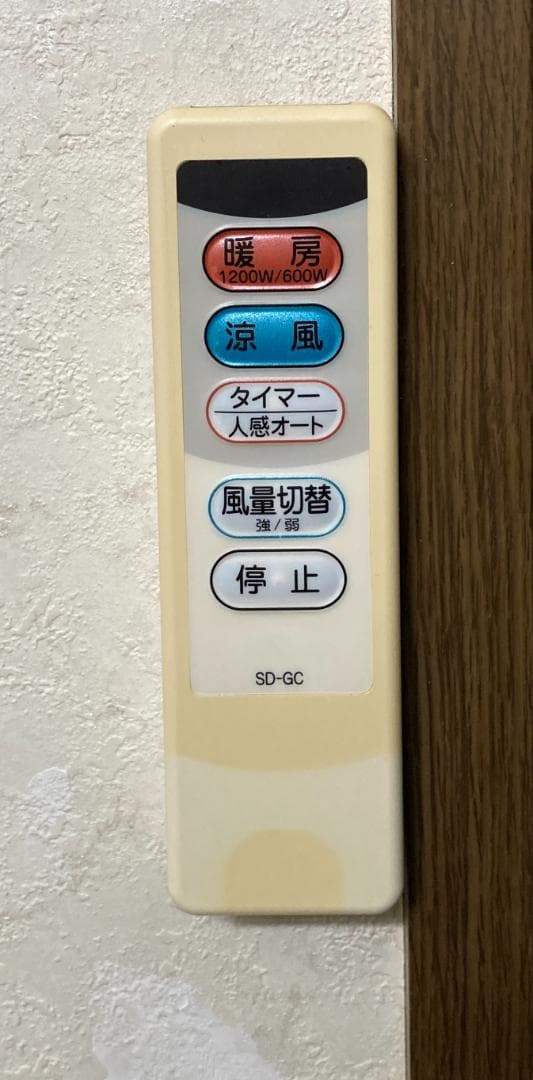 暖 房
1200W/600W
涼 風
タイマー
人感オート
風量切替
強/弱
停 止
SD-GC